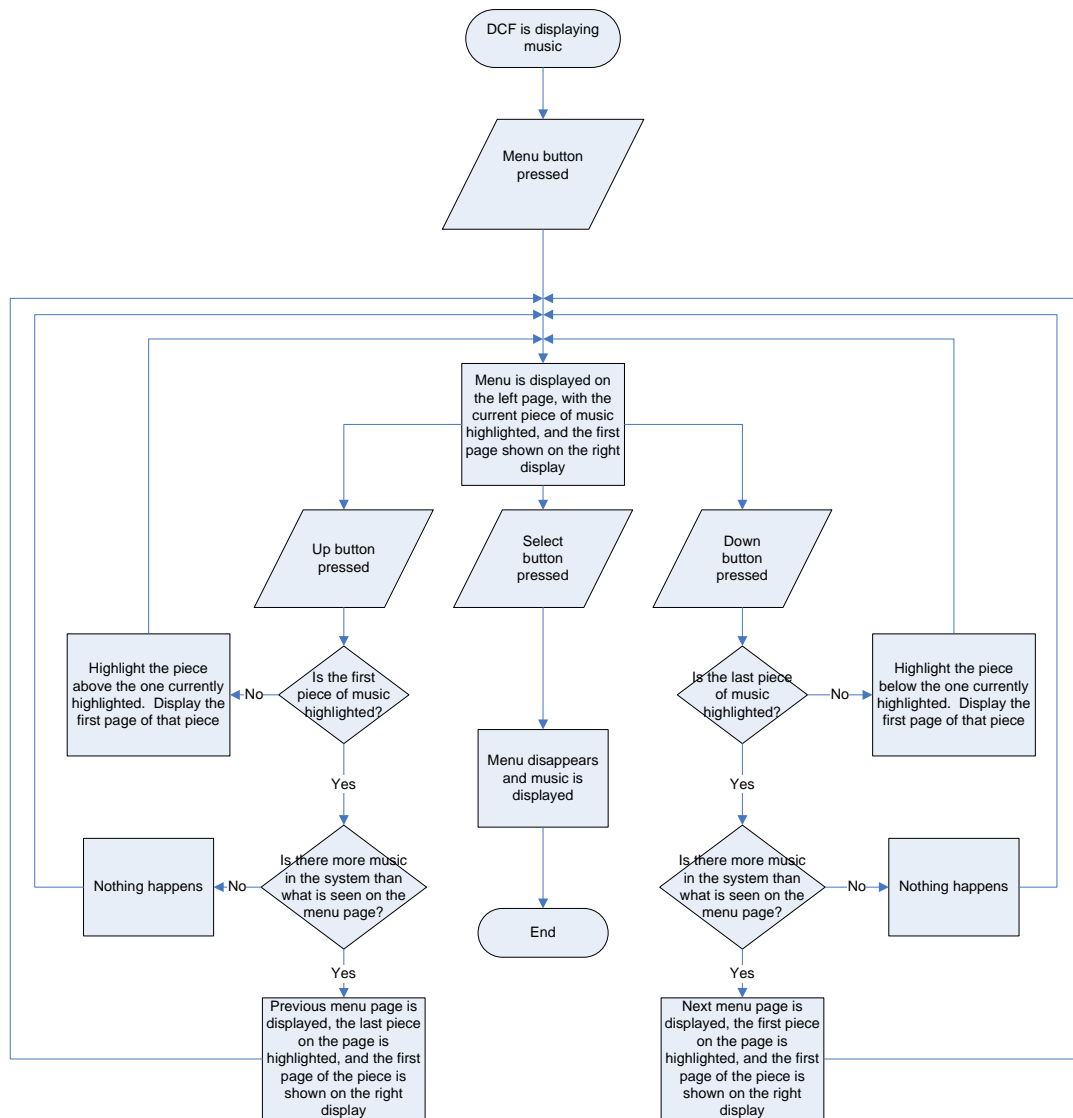 DCF is displaying
music
Menu button
pressed
Menu is displayed on
the left page, with the
current piece of music
highlighted, and the first
page shown on the right
display
Up button
pressed
Select
button
pressed
Down
button
pressed
Highlight the piece
above the one currently
highlighted. Display the
first page of that piece
No
Is the first
piece of music
highlighted?
Is the last piece
of music
highlighted?
No
Highlight the piece
below the one currently
highlighted. Display the
first page of that piece
Yes
Menu disappears
and music is
displayed
Yes
Nothing happens
No
Is there more music
in the system than
what is seen on the
menu page?
End
Is there more music
in the system than
what is seen on the
menu page?
No
Nothing happens
Yes
Yes
Previous menu page is
displayed, the last piece
on the page is
highlighted, and the first
page of the piece is
shown on the right
display
Next menu page is
displayed, the first piece
on the page is
highlighted, and the first
page of the piece is
shown on the right
display